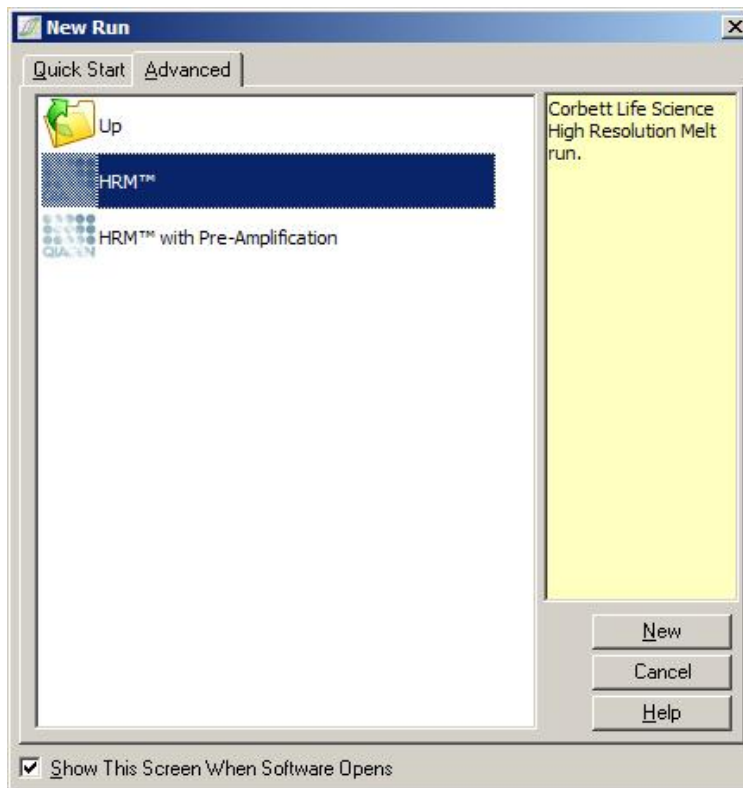 New Run
Quick Start Advanced
Up
HRM™
HRM™ with Pre-Amplification
QIAGEN
Corbett Life Science
High Resolution Melt
run.
New
Cancel
Help
Show This Screen When Software Opens